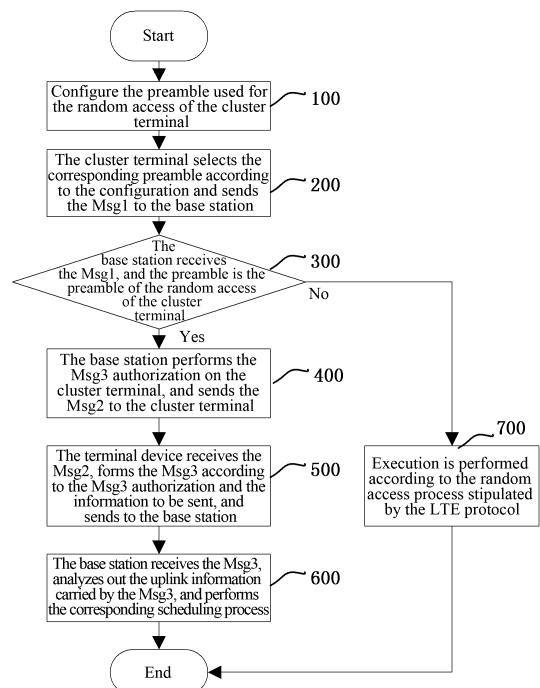 Start
Configure the preamble used for
the random access of the cluster
terminal
100
The cluster terminal selects the
corresponding preamble according
to the configuration and sends
the Msg1 to the base station
200
The
base station receives
the Msg1, and the preamble is the
preamble of the random access
of the cluster
terminal
300
No
Yes
The base station performs the
Msg3 authorization on the
cluster terminal, and sends the
Msg2 to the cluster terminal
400
The terminal device receives the
Msg2, forms the Msg3 according
to the Msg3 authorization and the
information to be sent, and
sends to the base station
500
700
Execution is performed
according to the random
access process stipulated
by the LTE protocol
The base station receives the Msg3,
analyzes out the uplink information
carried by the Msg3, and performs
the corresponding scheduling process
600
End